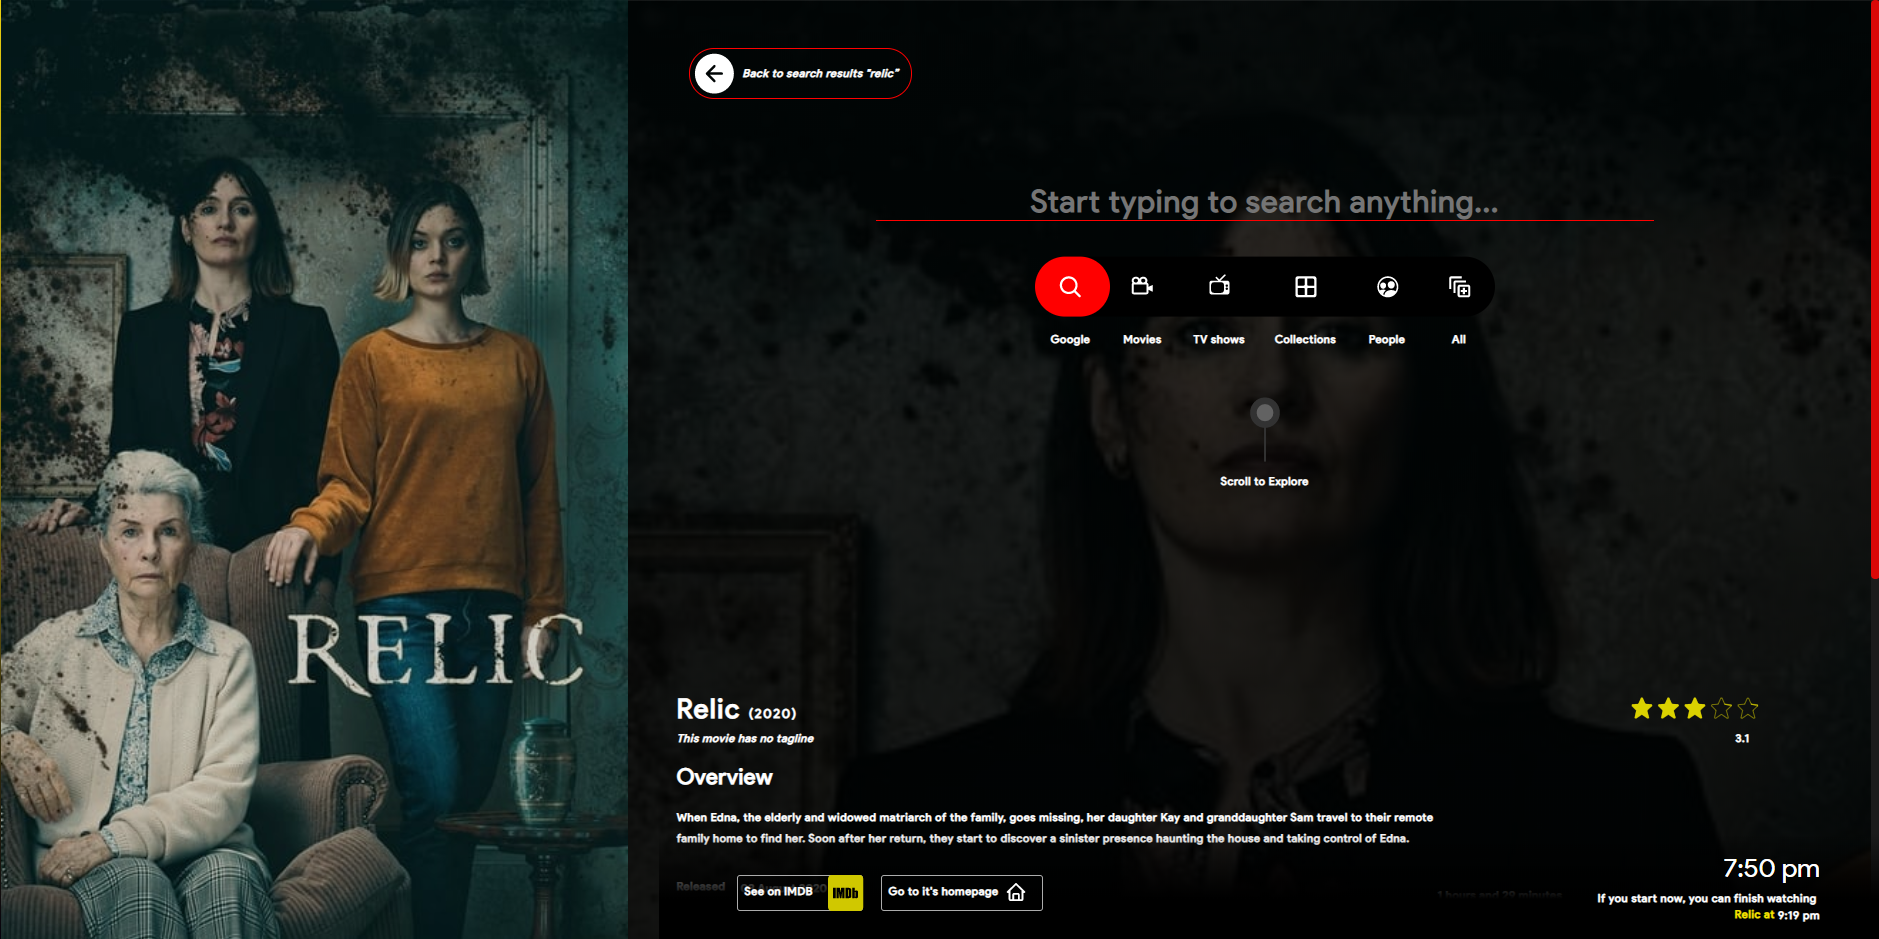 Back to search results "relic"
Start typing to search anything...
Google
Movies
TV shows
Collections
People
All
Scroll to Explore
RELIC
Relic (2020)
3.1
This movie has no tagline
Overview
When Edna, the elderly and widowed matriarch of the family, goes missing, her daughter Kay and granddaughter Sam travel to their remote
family home to find her. Soon after her return, they start to discover a sinister presence haunting the house and taking control of Edna.
Released
See on IMDB
IMDb
Go to it's homepage
1 hours and 29 minutes
7:50 pm
If you start now, you can finish watching
Relic at 9:19 pm